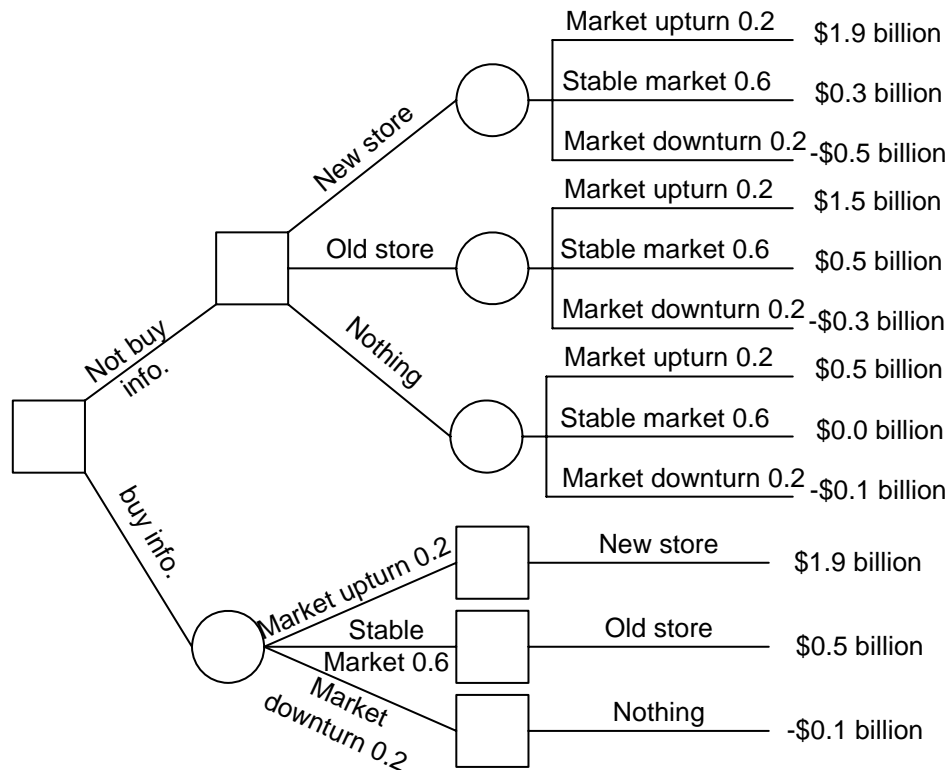 Market upturn 0.2 $1.9 billion
Stable market 0.6 $0.3 billion
Market downturn 0.2 -$0.5 billion
New store
Market upturn 0.2 $1.5 billion
Old store
Stable market 0.6 $0.5 billion
Market downturn 0.2 -$0.3 billion
Nothing
Not buy
info.
Market upturn 0.2 $0.5 billion
Stable market 0.6 $0.0 billion
Market downturn 0.2 -$0.1 billion
buy info.
Market upturn 0.2
New store $1.9 billion
Stable
Market 0.6
Old store $0.5 billion
Market
downturn 0.2
Nothing -$0.1 billion